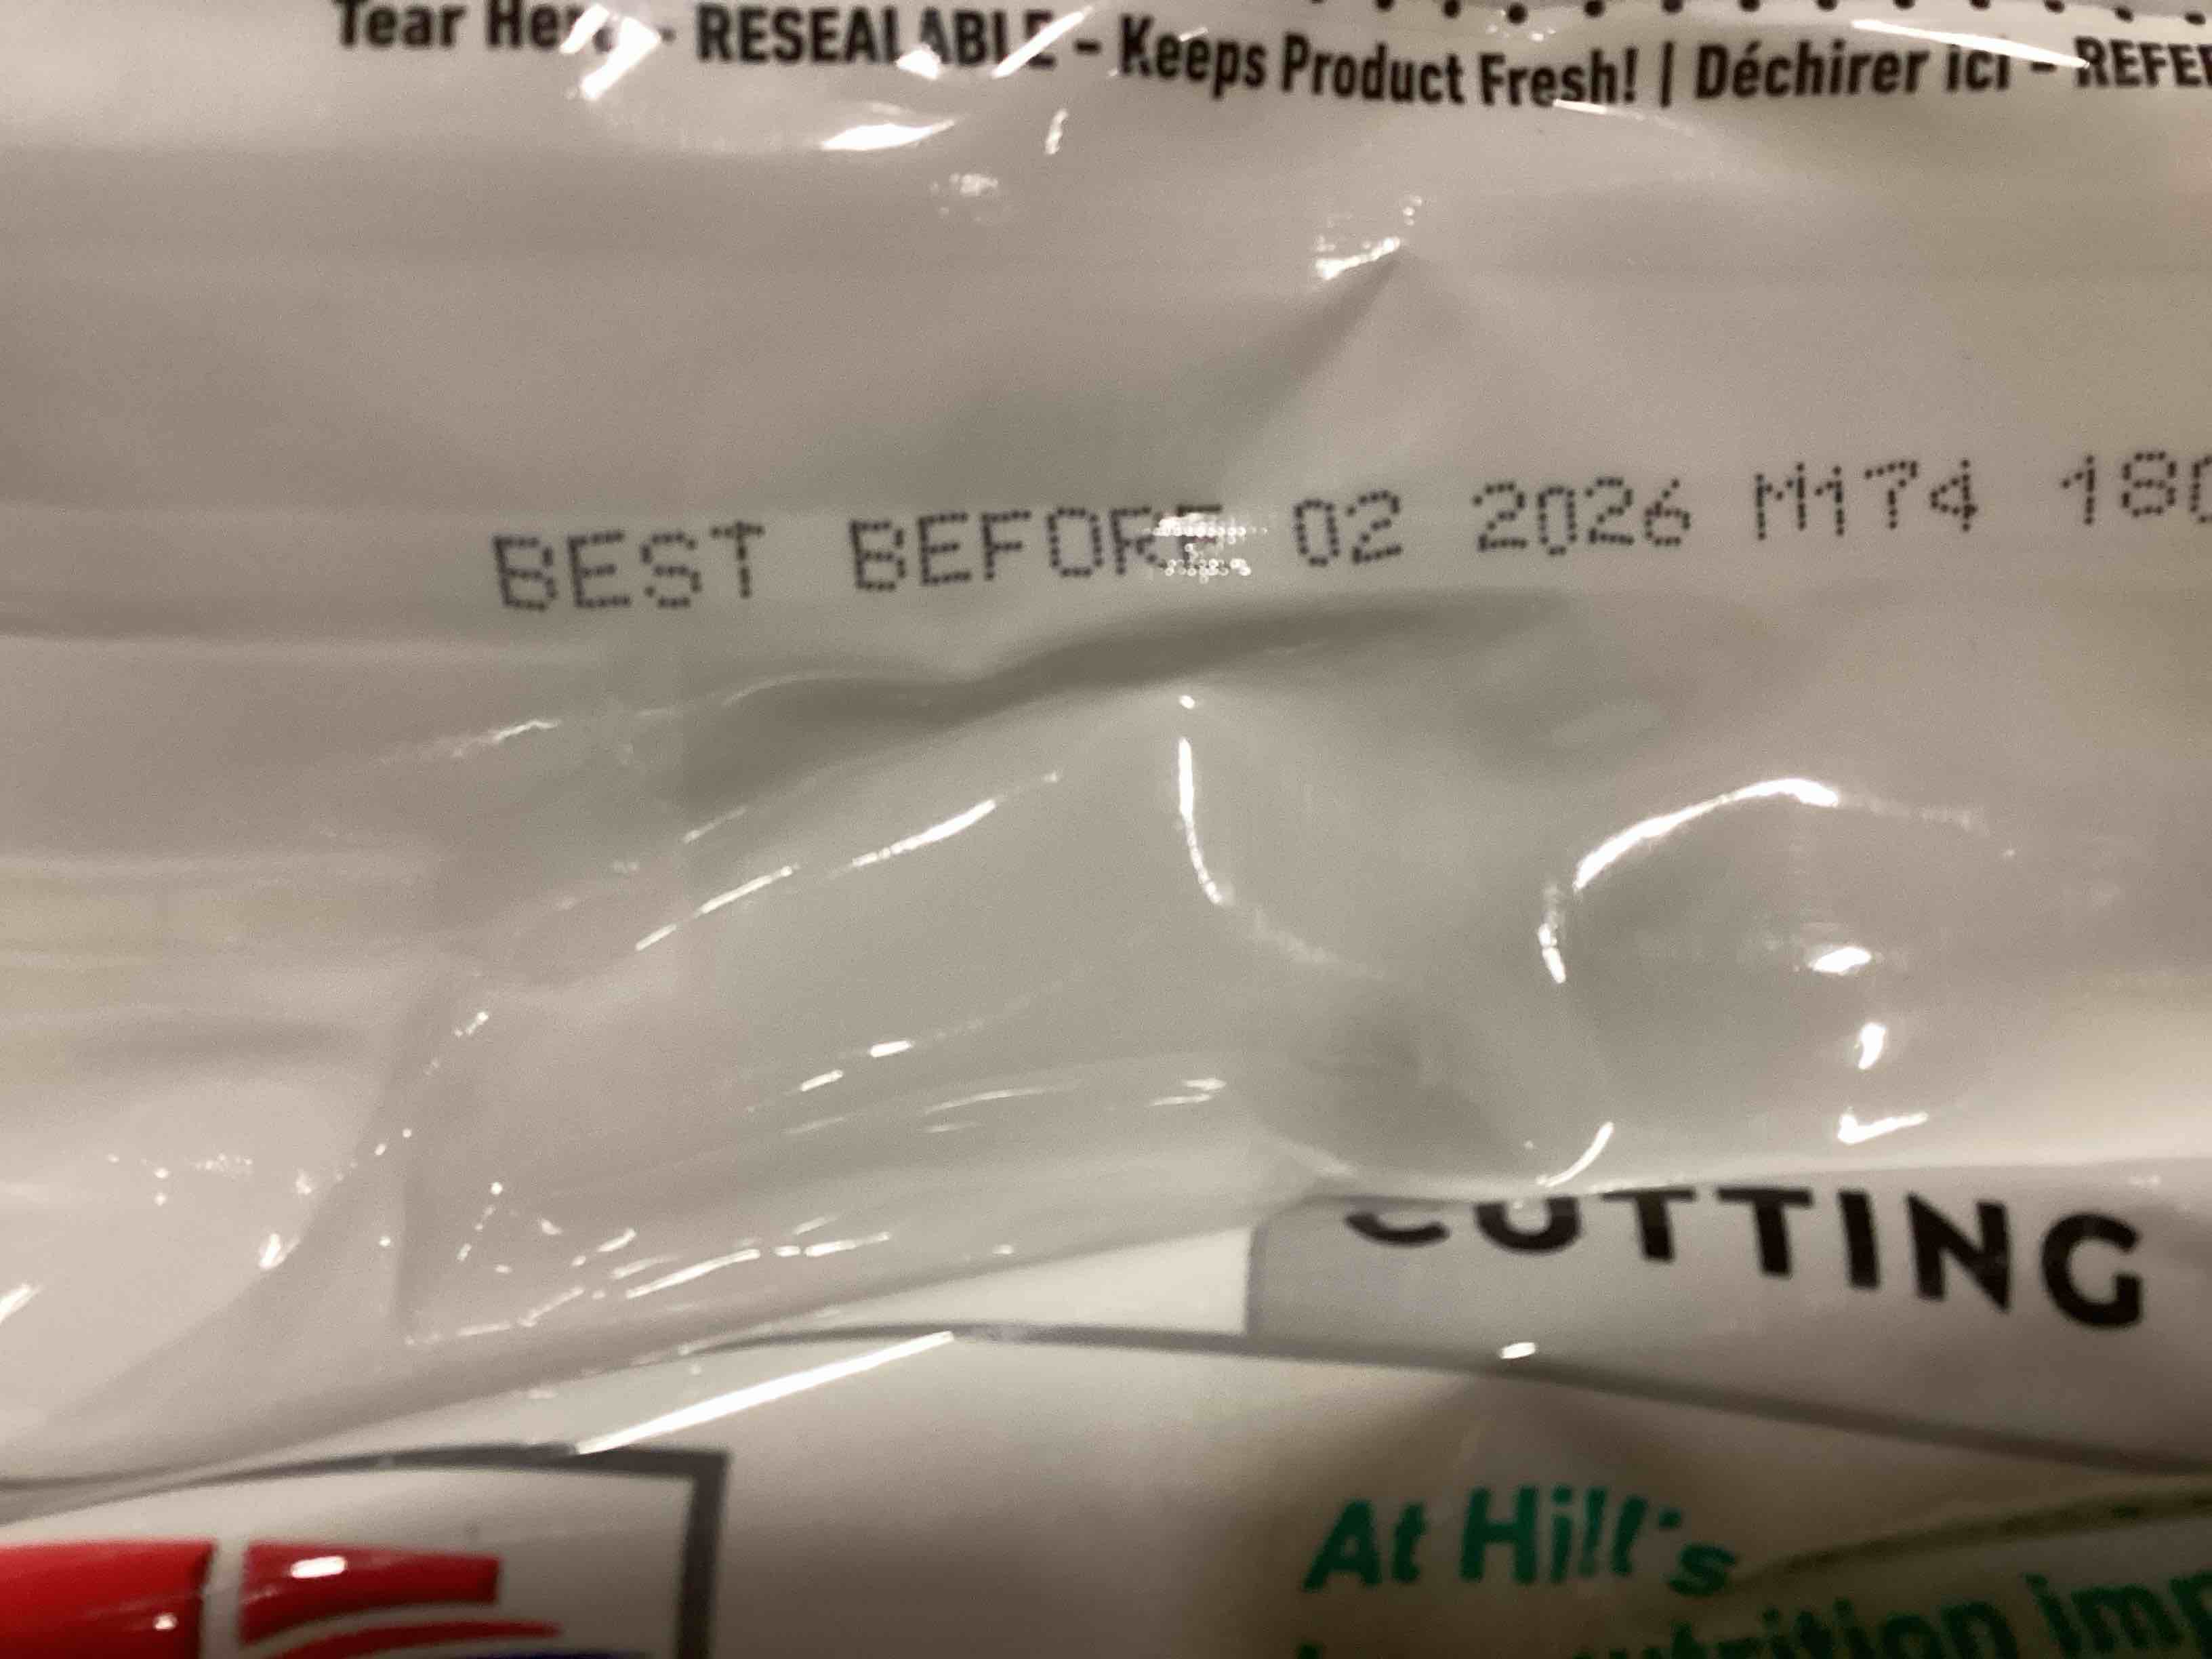 Tear Here - RESEALABLE - Keeps Product Fresh! | Déchirer ici -
BEST BEFORE 02 2026 M174
CUTTING
At Hill's